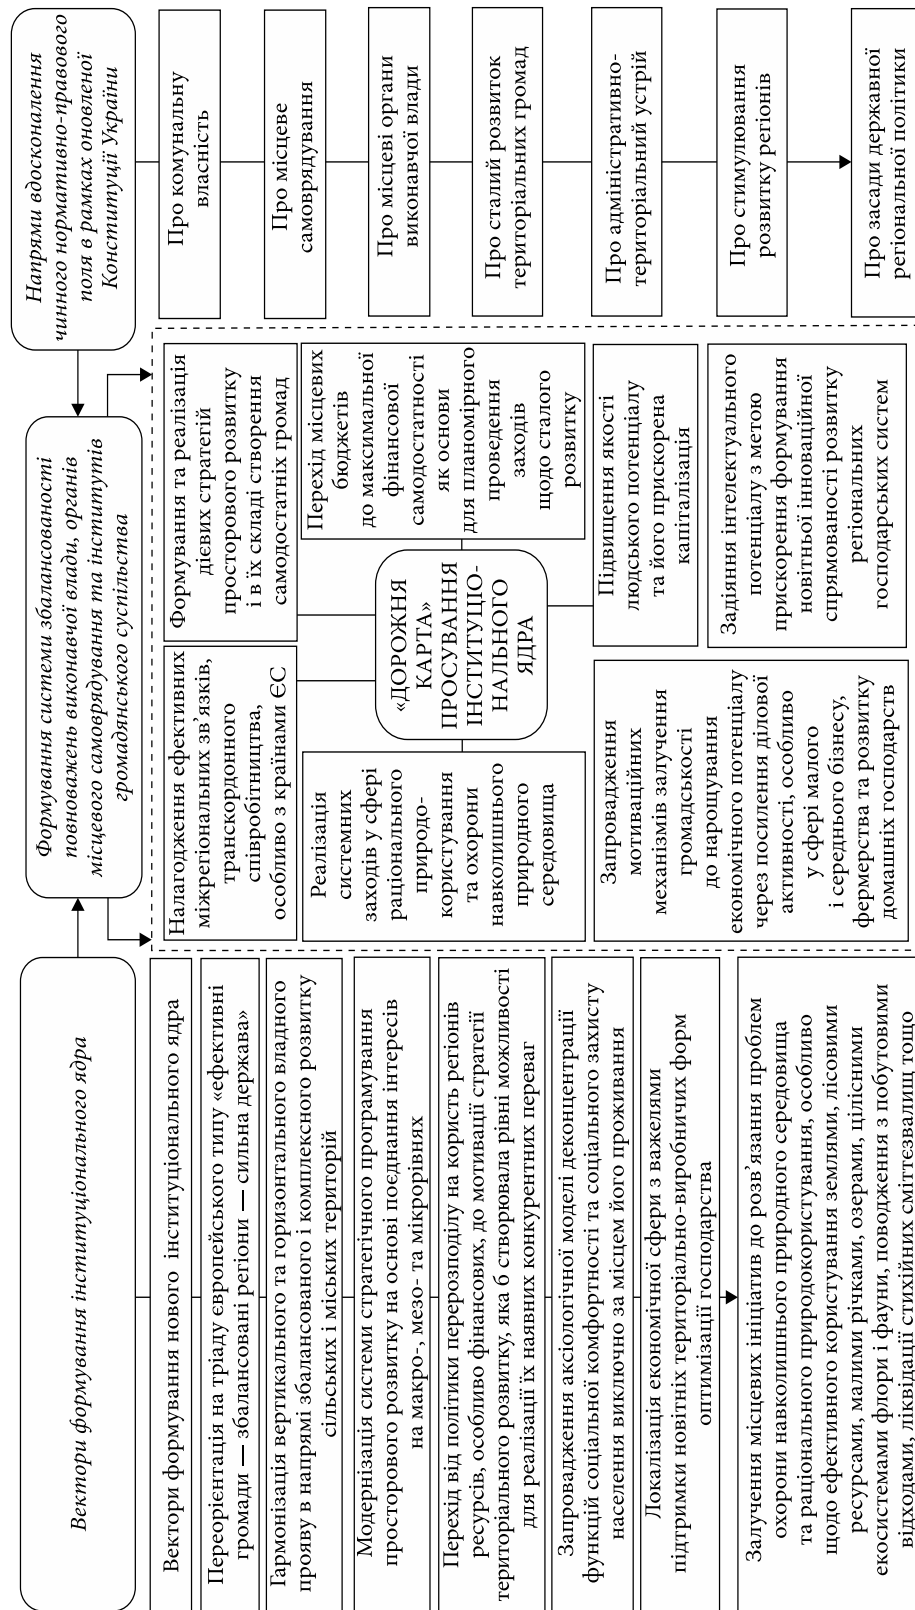 Вектори формування інституціонального ядра
Вектори формування нового інституціонального ядра
Переорієнтація на тріаду європейського типу «ефективні
громади — збалансовані регіони — сильна держава»
Гармонізація вертикального та горизонтального владного
прояву в напрямі збалансованого і комплексного розвитку
сільських і міських територій
Модернізація системи стратегічного програмування
просторового розвитку на основі поєднання інтересів
на макро-, мезо- та мікрорівнях
Перехід від політики перерозподілу на користь регіонів
ресурсів, особливо фінансових, до мотивації стратегії
територіального розвитку, яка б створювала рівні можливості
для реалізації їх наявних конкурентних переваг
Запровадження аксіологічної моделі деконцентрації
функцій соціальної комфортності та соціального захисту
населення виключно за місцем його проживання
Локалізація економічної сфери з важелями
підтримки новітніх територіально-виробничих форм
оптимізації господарства
Залучення місцевих ініціатив до розв’язання проблем
охорони навколишнього природного середовища
та раціонального природокористування, особливо
щодо ефективного користування землями, лісовими
ресурсами, малими річками, озерами, цілісними
екосистемами флори і фауни, поводження з побутовими
відходами, ліквідації стихійних сміттєзвалищ тощо
Формування системи збалансованості
повноважень виконавчої влади, органів
місцевого самоврядування та інститутів
громадянського суспільства
Налагодження ефективних
міжрегіональних зв’язків,
транскордонного
співробітництва,
особливо з країнами ЄС
Формування та реалізація
дієвих стратегій
просторового розвитку
і в їх складі створення
самодостатніх громад
Реалізація
системних
заходів у сфері
раціонального
природо-
користування
та охорони
навколишнього
природного
середовища
«ДОРОЖНЯ
КАРТА»
ПРОСУВАННЯ
ІНСТИТУЦІО-
НАЛЬНОГО
ЯДРА
Перехід місцевих
бюджетів
до максимальної
фінансової
самодостатності
як основи
для планомірного
проведення
заходів
щодо сталого
розвитку
Запровадження
мотиваційних
механізмів залучення
громадськості
до нарощування
економічного потенціалу
через посилення ділової
активності, особливо
у сфері малого
і середнього бізнесу,
фермерства та розвитку
домашніх господарств
Підвищення якості
людського потенціалу
та його прискорена
капіталізація
Задіяння інтелектуального
потенціалу з метою
прискорення формування
новітньої інноваційної
спрямованості розвитку
регіональних
господарських систем
Напрями вдосконалення
чинного нормативно-правового
поля в рамках оновленої
Конституції України
Про комунальну
власність
Про місцеве
самоврядування
Про місцеві органи
виконавчої влади
Про сталий розвиток
територіальних громад
Про адміністративно-
територіальний устрій
Про стимулювання
розвитку регіонів
Про засади державної
регіональної політики